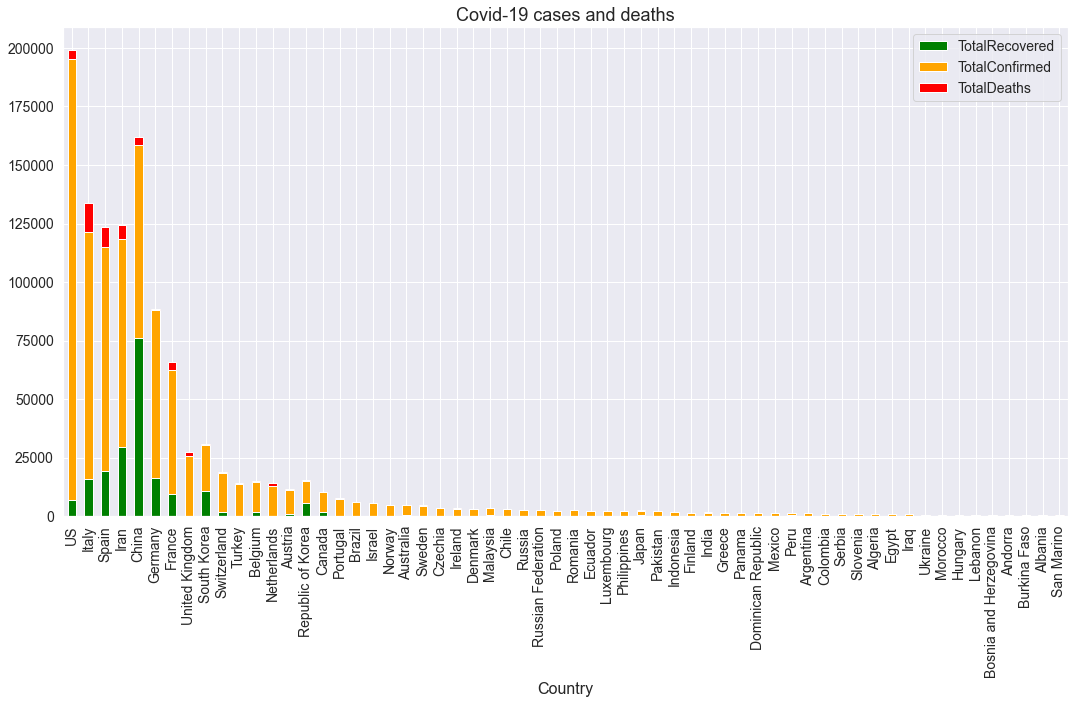 Covid-19 cases and deaths
TotalRecovered
TotalConfirmed
TotalDeaths
200000
175000
150000
125000
100000
75000
50000
25000
0
US
Italy
Spain
Iran
China
Germany
France
United Kingdom
South Korea
Switzerland
Turkey
Belgium
Netherlands
Austria
Republic of Korea
Canada
Portugal
Brazil
Israel
Norway
Australia
Sweden
Czechia
Ireland
Denmark
Malaysia
Chile
Russia
Russian Federation
Poland
Romania
Ecuador
Luxembourg
Philippines
Japan
Pakistan
Indonesia
Finland
India
Greece
Panama
Dominican Republic
Mexico
Peru
Argentina
Colombia
Serbia
Slovenia
Algeria
Egypt
Iraq
Ukraine
Morocco
Hungary
Lebanon
Bosnia and Herzegovina
Andorra
Burkina Faso
Albania
San Marino
Country